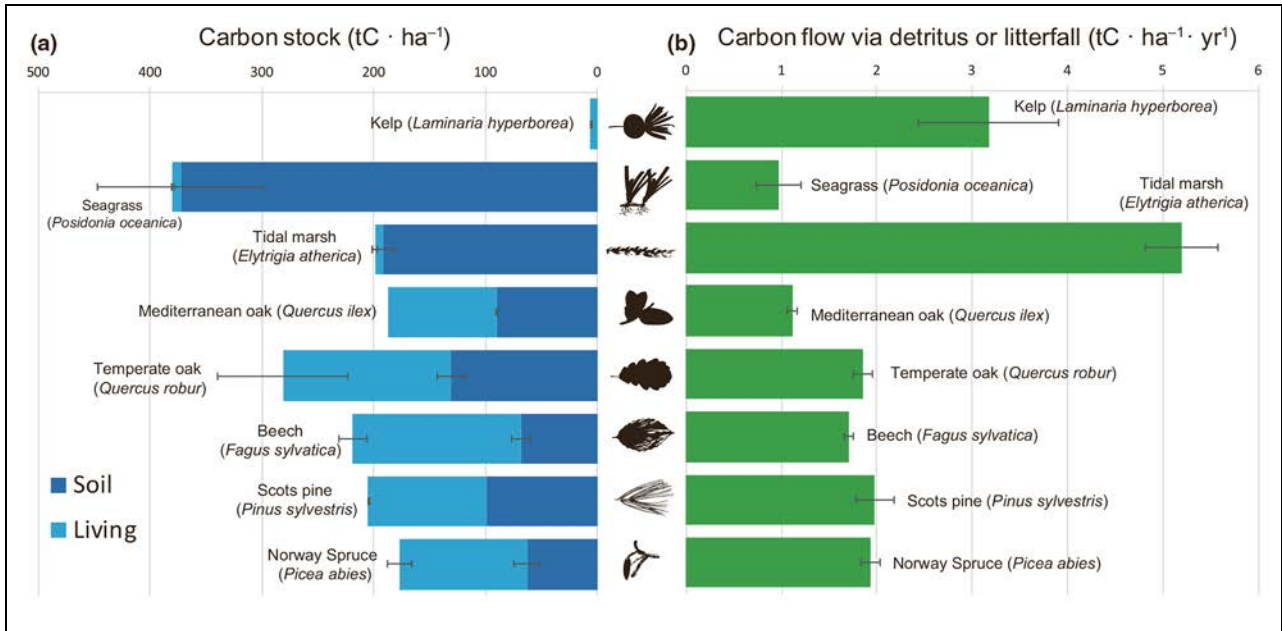 (a)
Carbon stock (tC · ha⁻¹)
500 400 300 200 100 0
Kelp (Laminaria hyperborea)
Seagrass
(Posidonia oceanica)
Tidal marsh
(Elytrigia atherica)
Mediterranean oak (Quercus ilex)
Temperate oak
(Quercus robur)
Beech
(Fagus sylvatica)
Scots pine
(Pinus sylvestris)
Norway Spruce
(Picea abies)
Soil
Living
(b)
Carbon flow via detritus or litterfall (tC · ha⁻¹· yr¹)
0 1 2 3 4 5 6
Kelp (Laminaria hyperborea)
Seagrass (Posidonia oceanica)
Tidal marsh
(Elytrigia atherica)
Mediterranean oak (Quercus ilex)
Temperate oak (Quercus robur)
Beech (Fagus sylvatica)
Scots pine (Pinus sylvestris)
Norway Spruce (Picea abies)